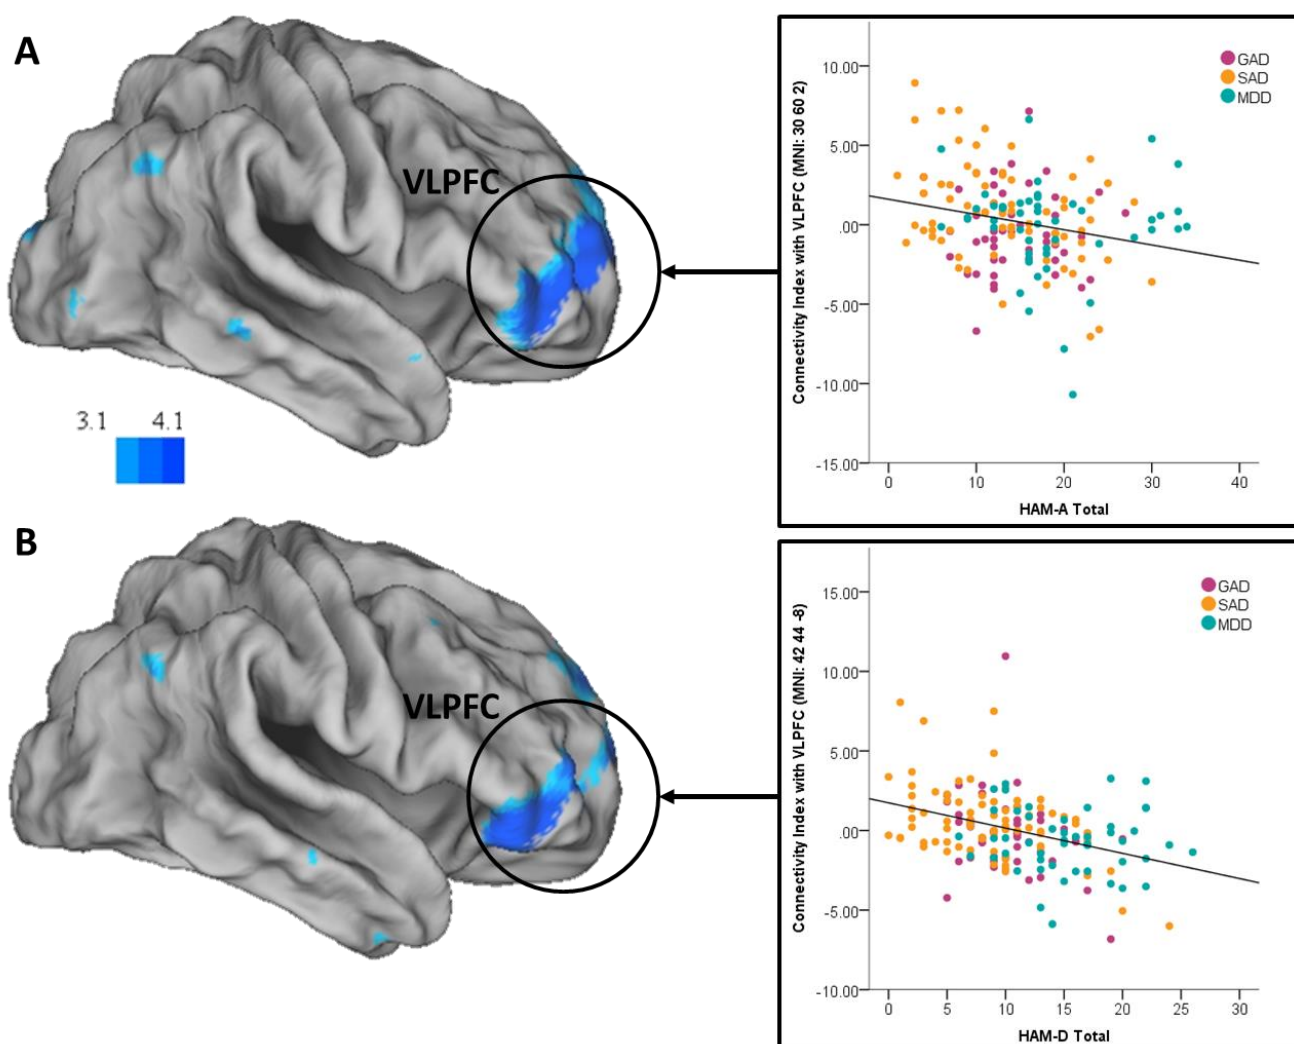 A
VLPFC
3.1 4.1
Connectivity Index with VLPFC (MNI: 30 60 2)
10.00
5.00
.00
-5.00
-10.00
-15.00
0 10 20 30 40
HAM-A Total
GAD
SAD
MDD
B
VLPFC
Connectivity Index with VLPFC (MNI: 42 44 -8)
15.00
10.00
5.00
.00
-5.00
-10.00
0 5 10 15 20 25 30
HAM-D Total
GAD
SAD
MDD